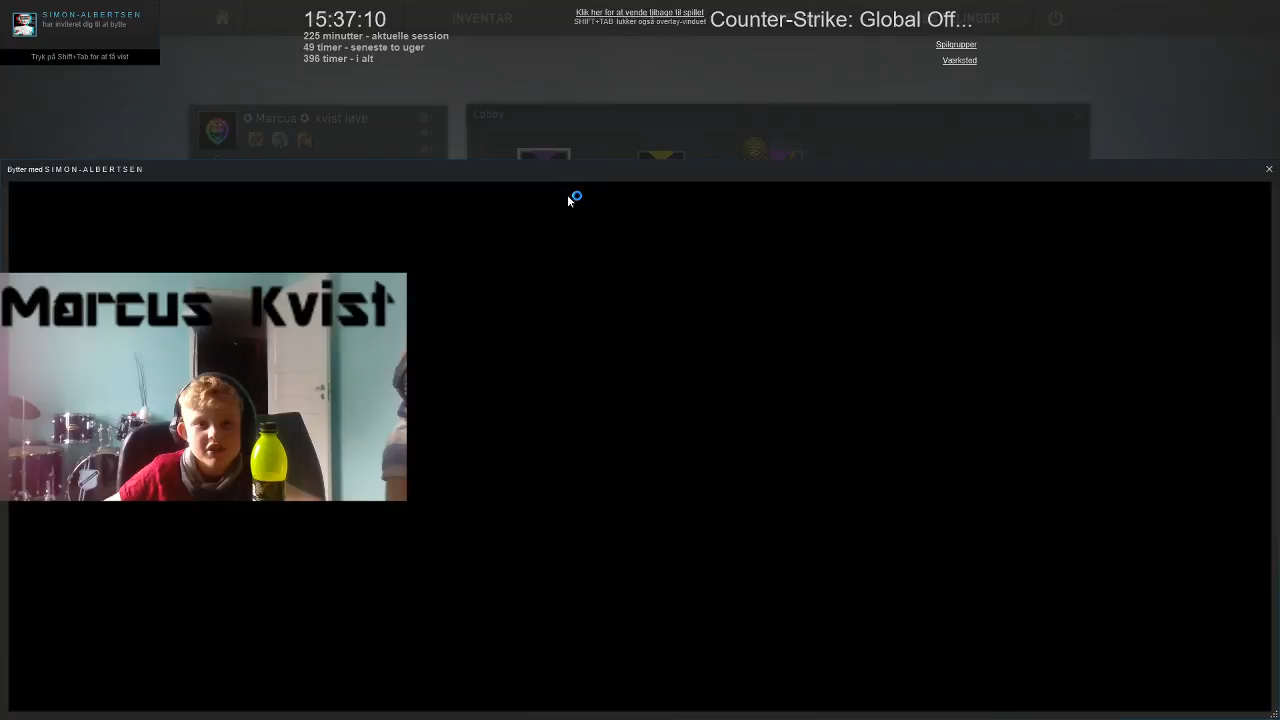 SIMON-ALBERTSEN
har inviteret dig til at bytte
Tryk på Shift+Tab for at få vist
15:37:10
225 minutter - aktuelle session
49 timer - seneste to uger
396 timer - i alt
INVENTAR
Klik her for at vende tilbage til spillet
SHIFT+TAB lukker også overlay-vinduet
Counter-Strike: Global Off...
Spilgrupper
Værksted
Marcus kvist løve
Lobby
Bytter med SIMON-ALBERTSEN
Marcus Kvist